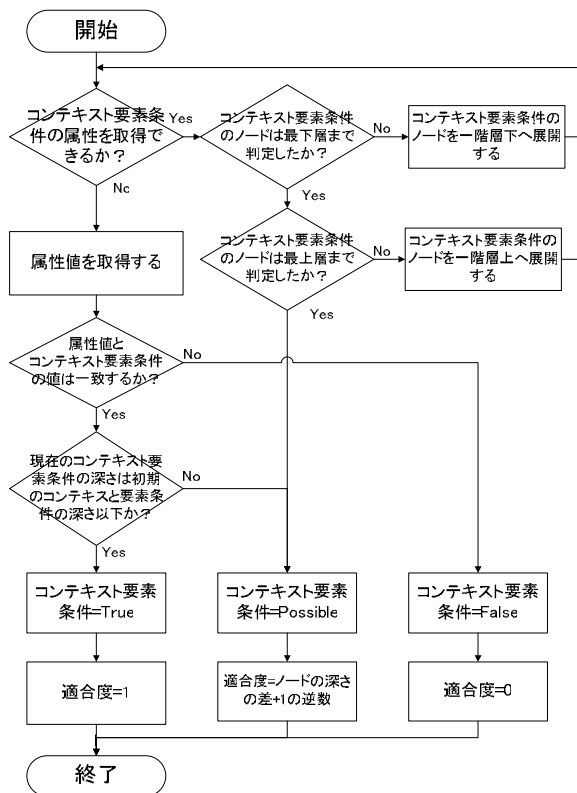 開始
コンテキスト要素条
件の属性を取得で
きるか?
Yes
No
コンテキスト要素条件
のノードは最下層まで
判定したか?
No
Yes
コンテキスト要素条件の
ノードを一階層下へ展開
する
コンテキスト要素条件
のノードは最上層まで
判定したか?
No
Yes
コンテキスト要素条件の
ノードを一階層上へ展開
する
属性値を取得する
属性値と
コンテキスト要素条件
の値は一致するか?
No
Yes
現在のコンテキスト要
素条件の深さは初期
のコンテキスと要素条
件の深さ以下か?
No
Yes
コンテキスト要素
条件=True
コンテキスト要素
条件=Possible
コンテキスト要素
条件=False
適合度=1
適合度=ノードの深さ
の差+1の逆数
適合度=0
終了